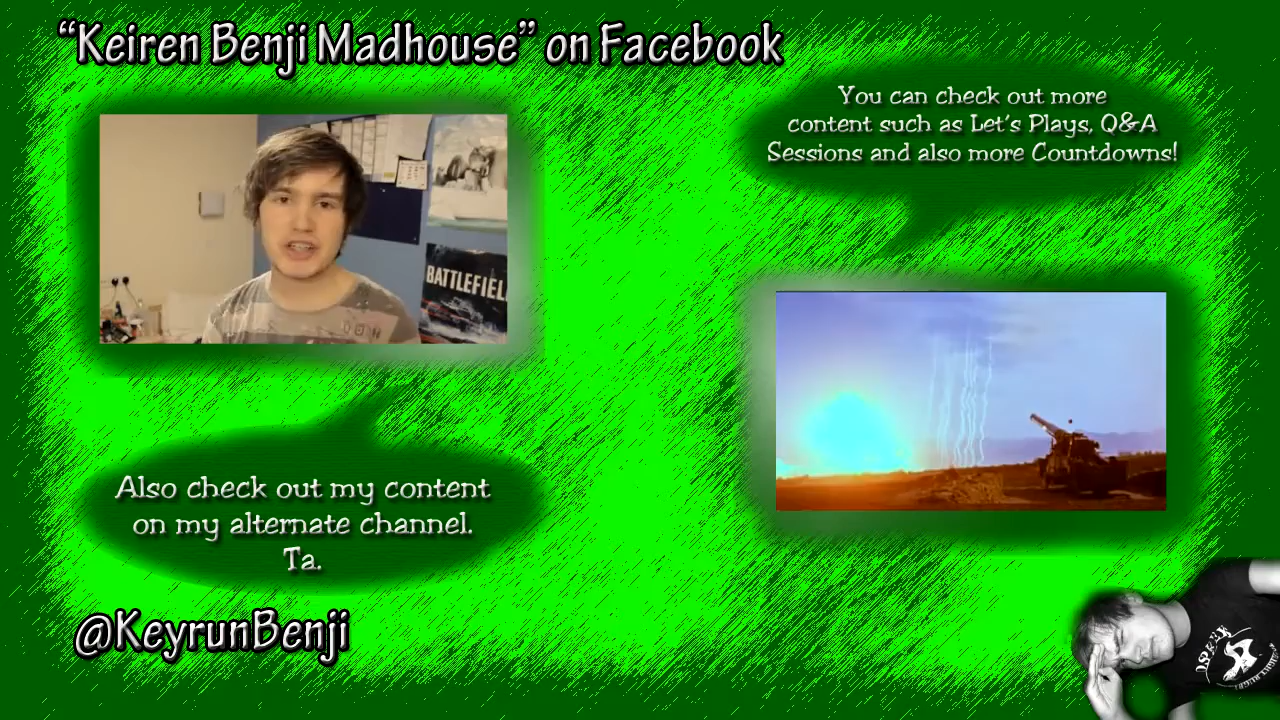 “Keiren Benji Madhouse” on Facebook
You can check out more
content such as Let's Plays, Q&A
Sessions and also more Countdowns!
BATTLEFIEL
Also check out my content
on my alternate channel.
Ta.
@KeyrunBenji